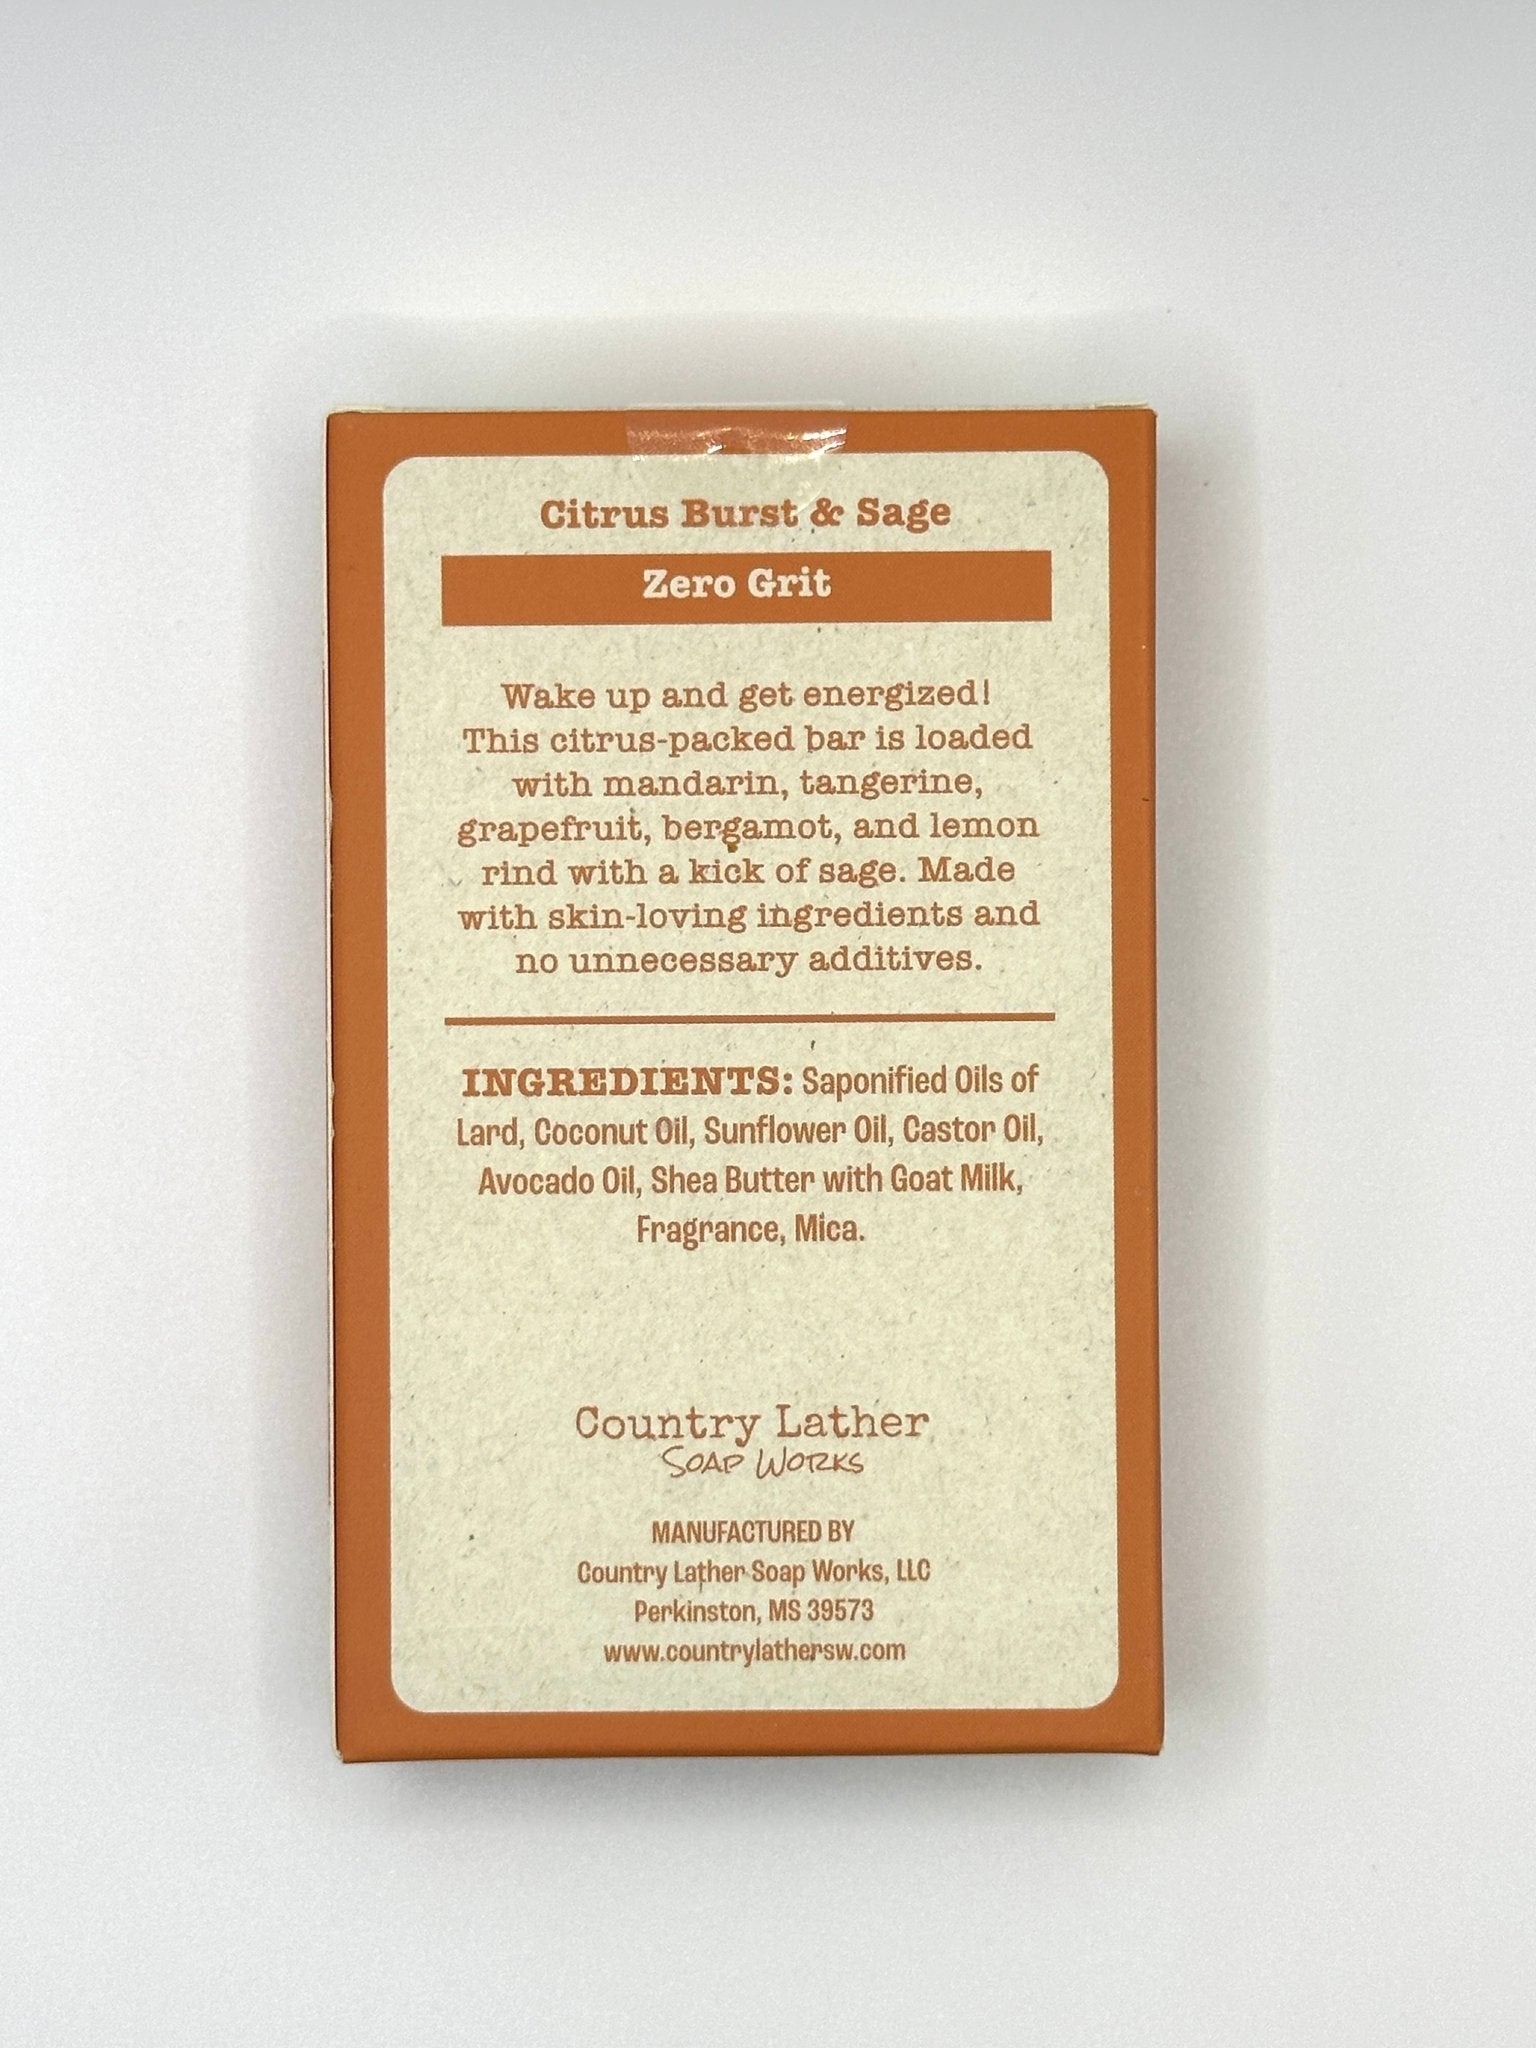 Citrus Burst & Sage
Zero Grit
Wake up and get energized!
This citrus-packed bar is loaded
with mandarin, tangerine,
grapefruit, bergamot, and lemon
rind with a kick of sage. Made
with skin-loving ingredients and
no unnecessary additives.
INGREDIENTS: Saponified Oils of
Lard, Coconut Oil, Sunflower Oil, Castor Oil,
Avocado Oil, Shea Butter with Goat Milk,
Fragrance, Mica.
Country Lather
SOAP WORKS
MANUFACTURED BY
Country Lather Soap Works, LLC
Perkinston, MS 39573
www.countrylathersw.com